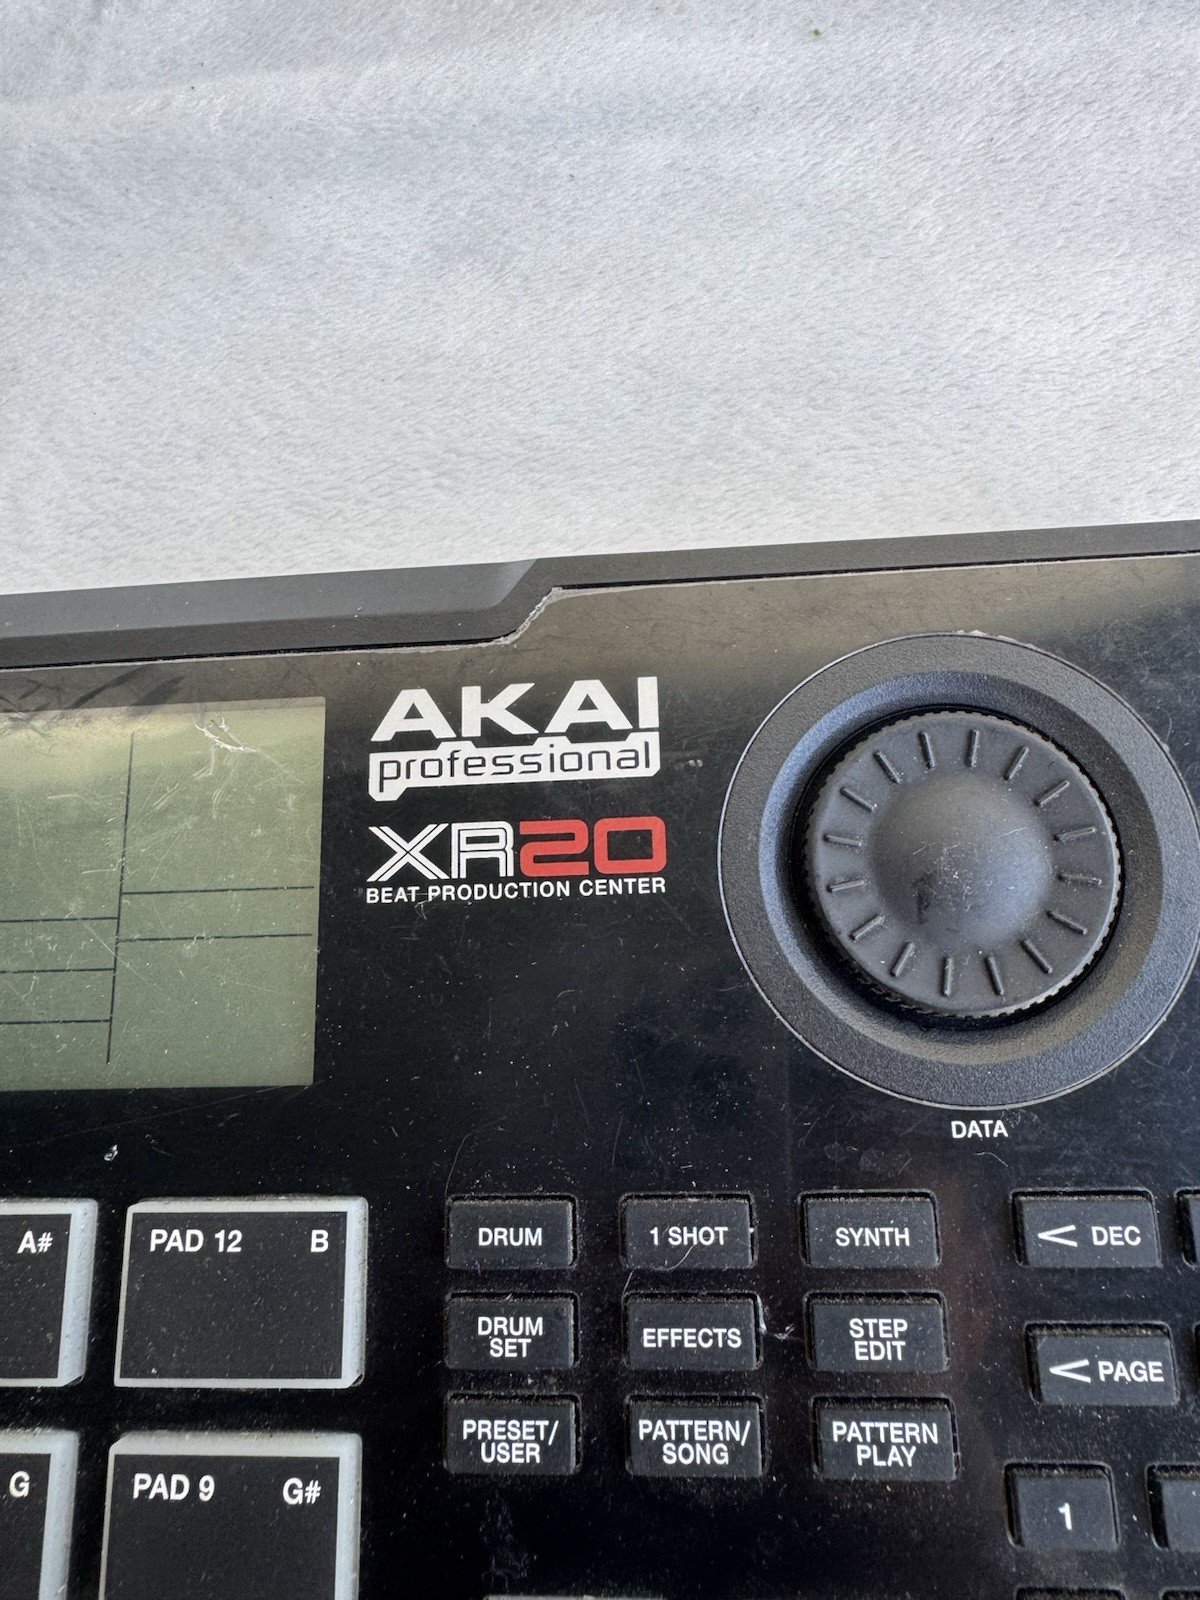 AKAI
professional
XR20
BEAT PRODUCTION CENTER
DATA
A#
PAD 12 B
DRUM
1 SHOT
SYNTH
< DEC
DRUM
SET
EFFECTS
STEP
EDIT
< PAGE
PRESET/
USER
PATTERN/
SONG
PATTERN
PLAY
G
PAD 9 G#
1